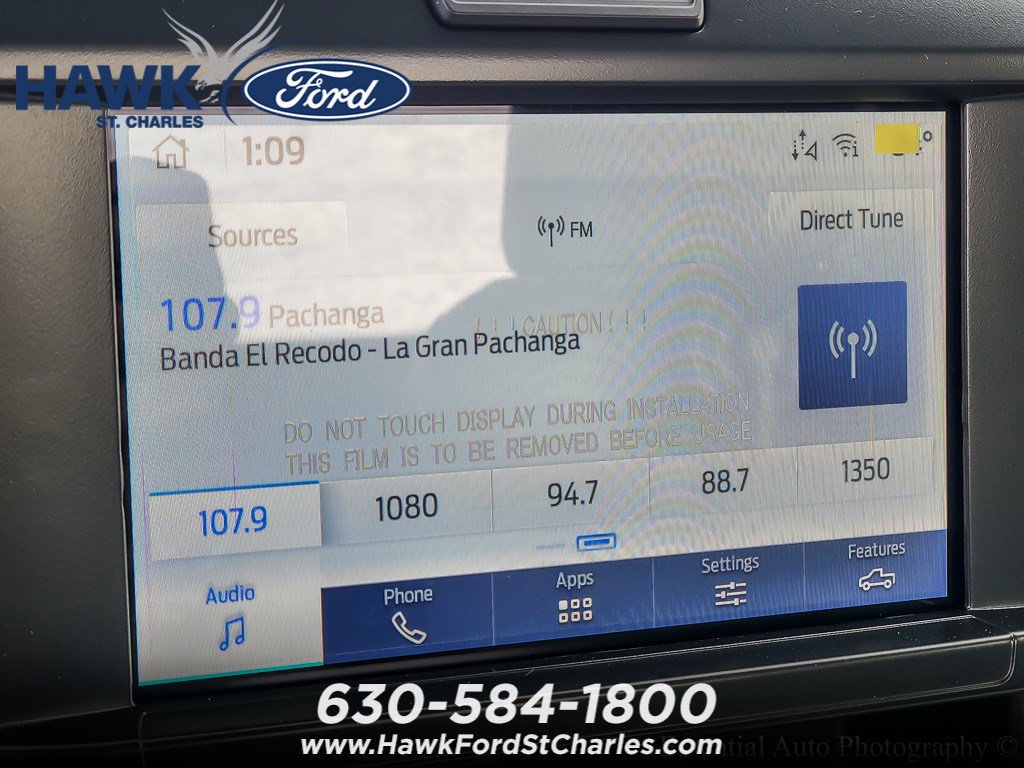 HAWK
Ford
ST. CHARLES
1:09
Sources
FM
Direct Tune
107.9 Pachanga
! ! ! CAUTION ! ! !
Banda El Recodo - La Gran Pachanga
DO NOT TOUCH DISPLAY DURING INSTALLATION
THIS FILM IS TO BE REMOVED BEFORE USAGE
107.9 1080 94.7 88.7 1350
Audio Phone Apps Settings Features
630-584-1800
www.HawkFordStCharles.com
Auto Photography ©